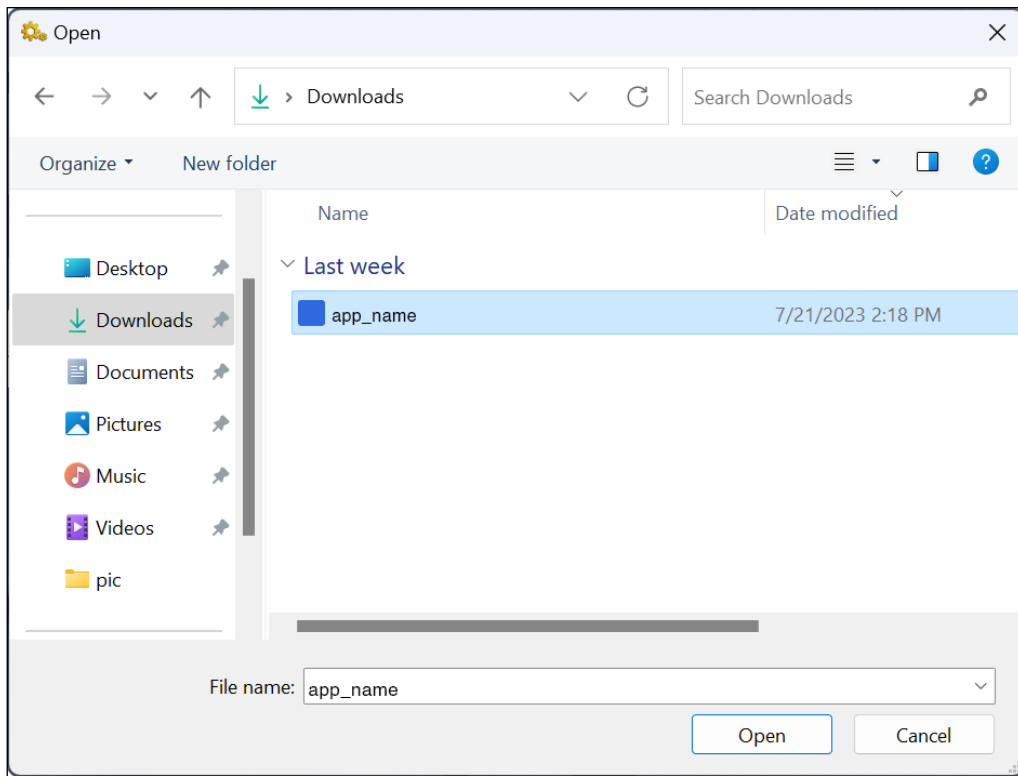 Open
Downloads
Search Downloads
Organize
New folder
?
Name
Date modified
Desktop
Downloads
Documents
Pictures
Music
Videos
pic
Last week
app_name 7/21/2023 2:18 PM
File name: app_name
Open
Cancel